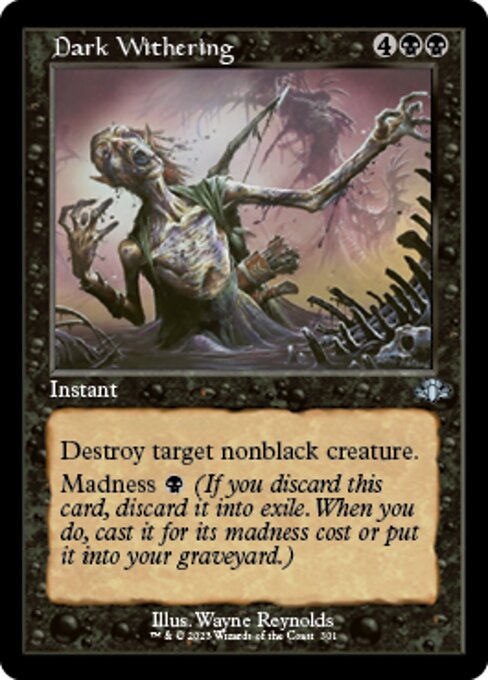 Dark Withering 4
Instant
Destroy target nonblack creature.
Madness (If you discard this
card, discard it into exile. When you
do, cast it for its madness cost or put
it into your graveyard.)
Illus. Wayne Reynolds
™ & © 2023 Wizards of the Coast 301